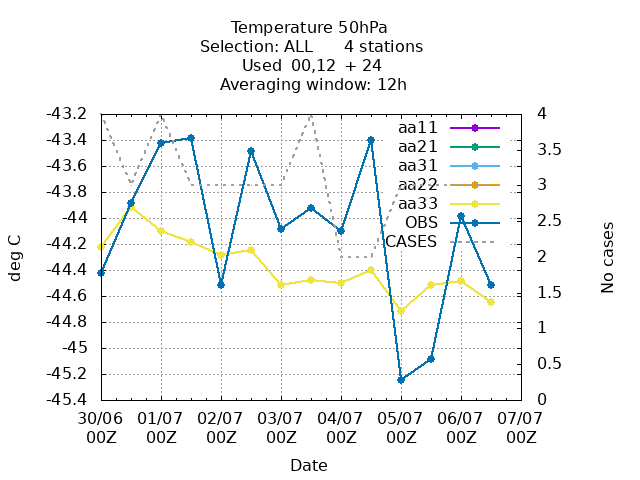 Temperature 50hPa
Selection: ALL 4 stations
Used 00,12 + 24
Averaging window: 12h
-43.2
-43.4
-43.6
-43.8
-44
-44.2
-44.4
-44.6
-44.8
-45
-45.2
-45.4
deg C
aa11
aa21
aa31
aa22
aa33
OBS
CASES
4
3.5
3
2.5
2
1.5
1
0.5
0
No cases
30/06 01/07 02/07 03/07 04/07 05/07 06/07 07/07
00Z 00Z 00Z 00Z 00Z 00Z 00Z 00Z
Date